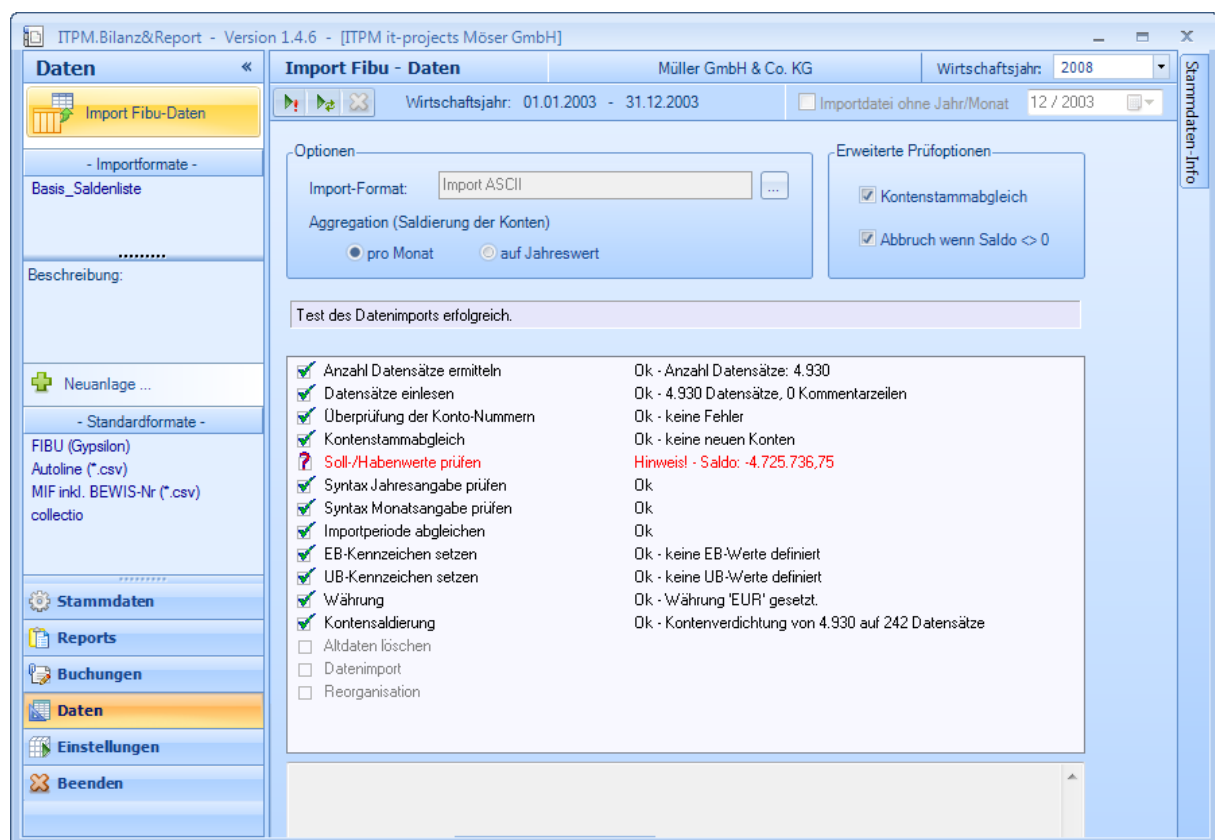 ITPM.Bilanz&Report - Version 1.4.6 - [ITPM it-projects Möser GmbH]
Daten «
Import Fibu-Daten
- Importformate -
Basis_Saldenliste
Beschreibung:
Neuanlage ...
- Standardformate -
FIBU (Gypsilon)
Autoline (*.csv)
MIF inkl. BEWIS-Nr (*.csv)
collectio
Stammdaten
Reports
Buchungen
Daten
Einstellungen
Beenden
Import Fibu - Daten Müller GmbH & Co. KG Wirtschaftsjahr: 2008
Wirtschaftsjahr: 01.01.2003 - 31.12.2003 Importdatei ohne Jahr/Monat 12 / 2003
Optionen
Import-Format: Import ASCII ...
Aggregation (Saldierung der Konten)
pro Monat auf Jahreswert
Erweiterte Prüfoptionen
Kontenstammabgleich
Abbruch wenn Saldo <> 0
Test des Datenimports erfolgreich.
Anzahl Datensätze ermitteln Ok - Anzahl Datensätze: 4.930
Datensätze einlesen Ok - 4.930 Datensätze, 0 Kommentarzeilen
Überprüfung der Konto-Nummern Ok - keine Fehler
Kontenstammabgleich Ok - keine neuen Konten
Soll-/Habenwerte prüfen Hinweis! - Saldo: -4.725.736,75
Syntax Jahresangabe prüfen Ok
Syntax Monatsangabe prüfen Ok
Importperiode abgleichen Ok
EB-Kennzeichen setzen Ok - keine EB-Werte definiert
UB-Kennzeichen setzen Ok - keine UB-Werte definiert
Währung Ok - Währung 'EUR' gesetzt.
Kontensaldierung Ok - Kontenverdichtung von 4.930 auf 242 Datensätze
Altdaten löschen
Datenimport
Reorganisation
Stammdaten-Info